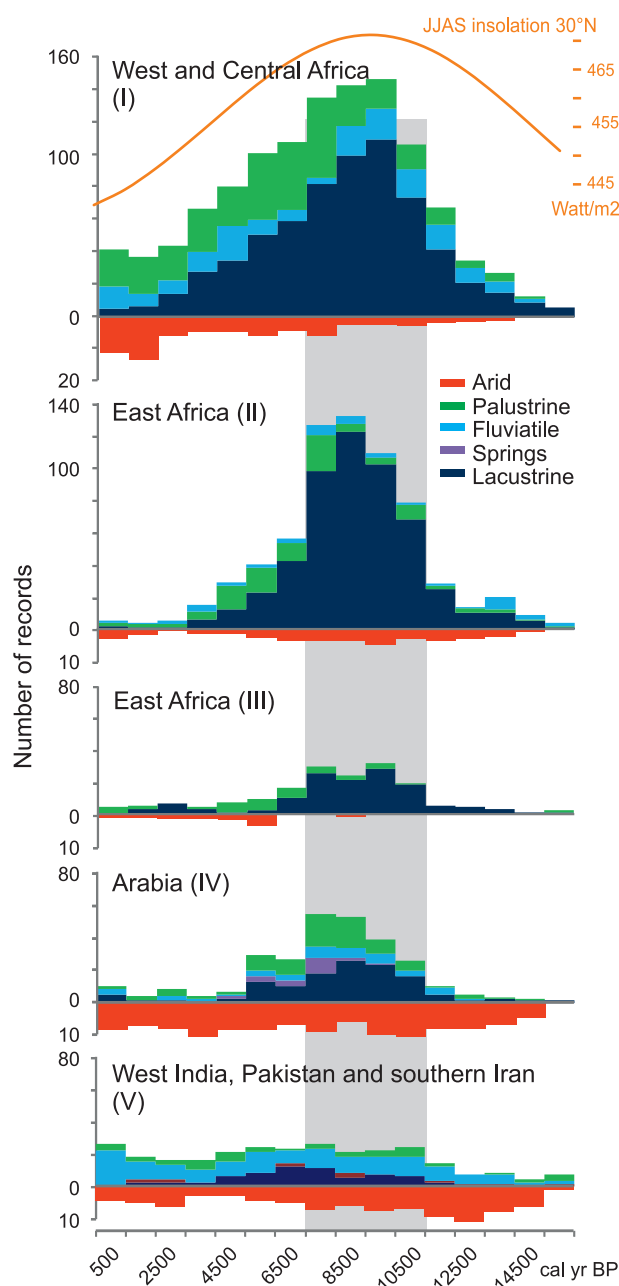 JJAS insolation 30°N
160
West and Central Africa
(I)
465
455
100
445
Watt/m2
0
20
Arid
Palustrine
Fluviatile
Springs
Lacustrine
140
East Africa (II)
100
0
10
Number of records
80
East Africa (III)
0
10
80
Arabia (IV)
0
10
80
West India, Pakistan and southern Iran
(V)
0
10
500
2500
4500
6500
8500
10500
12500
14500
cal yr BP